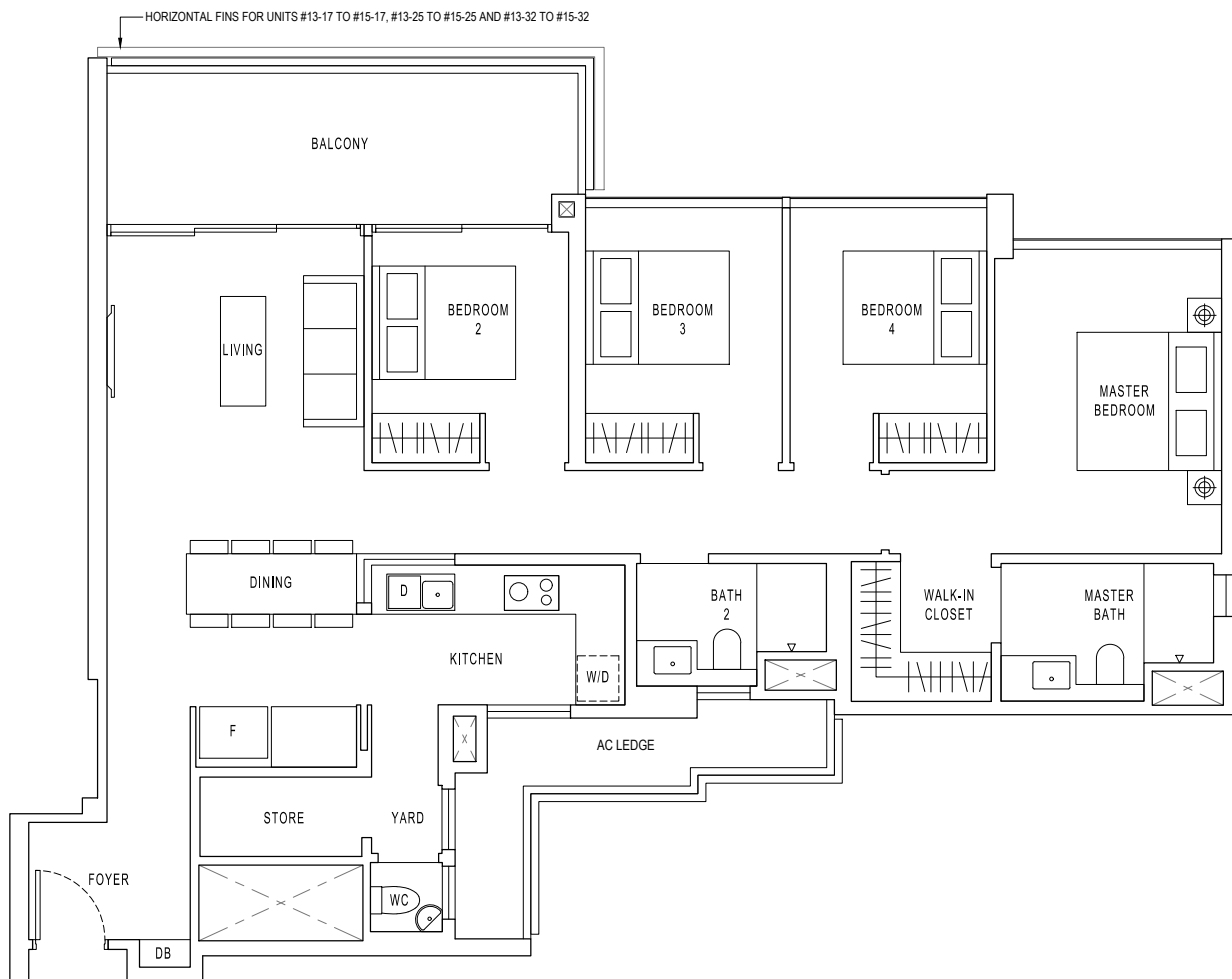 HORIZONTAL FINS FOR UNITS #13-17 TO #15-17, #13-25 TO #15-25 AND #13-32 TO #15-32
BALCONY
LIVING
BEDROOM
2
BEDROOM
3
BEDROOM
4
MASTER
BEDROOM
DINING
D
KITCHEN
W/D
BATH
2
WALK-IN
CLOSET
MASTER
BATH
F
AC LEDGE
STORE
YARD
FOYER
WC
DB